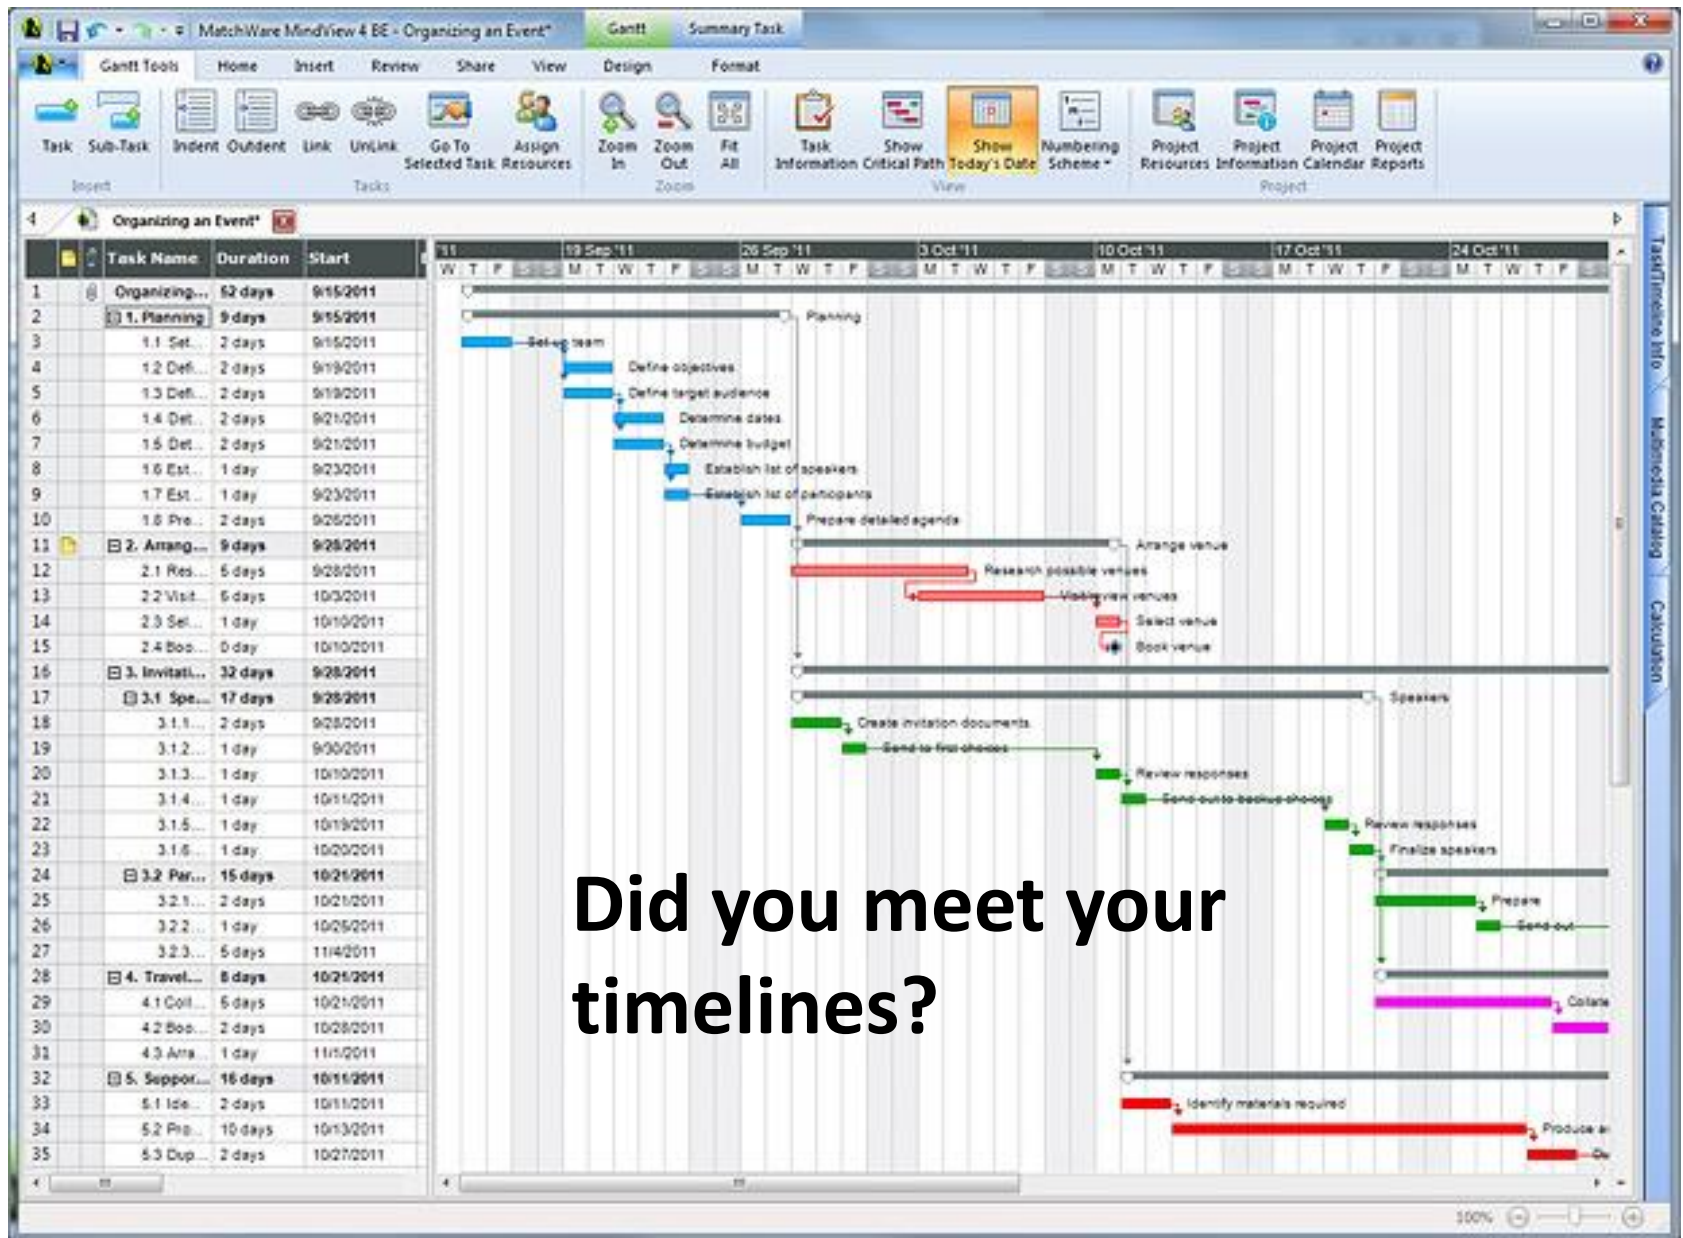 MatchWare MindView 4 BE - Organizing an Event*
Gantt Summary Task
Gantt Tools Home Insert Review Share View Design Format
Task Sub-Task Indent Outdent Link UnLink Go To Selected Task Assign Resources Zoom In Zoom Out Fit All Task Information Show Critical Path Show Today's Date Numbering Scheme Project Resources Project Information Project Calendar Project Reports
Insert Tasks Zoom View Project
Organizing an Event*
Task Name Duration Start '11 19 Sep '11 26 Sep '11 3 Oct '11 10 Oct '11 17 Oct '11 24 Oct '11
W T F S S M T W T F S S M T W T F S S M T W T F S S M T W T F S S M T W T F S S M T W T F S
1 Organizing... 52 days 9/15/2011
2 1. Planning 9 days 9/15/2011 Planning
3 1.1 Set... 2 days 9/15/2011 Set up team
4 1.2 Defi... 2 days 9/19/2011 Define objectives
5 1.3 Defi... 2 days 9/19/2011 Define target audience
6 1.4 Det... 2 days 9/21/2011 Determine dates
7 1.5 Det... 2 days 9/21/2011 Determine budget
8 1.6 Est... 1 day 9/23/2011 Establish list of speakers
9 1.7 Est... 1 day 9/23/2011 Establish list of participants
10 1.8 Pre... 2 days 9/26/2011 Prepare detailed agenda
11 2. Arrang... 9 days 9/28/2011 Arrange venue
12 2.1 Res... 5 days 9/28/2011 Research possible venues
13 2.2 Visit... 5 days 10/3/2011 venues
14 2.3 Sel... 1 day 10/10/2011 Select venue
15 2.4 Boo... 0 day 10/10/2011 Book venue
16 3. Invitati... 32 days 9/28/2011
17 3.1 Spe... 17 days 9/28/2011 Speakers
18 3.1.1... 2 days 9/28/2011 Create invitation documents
19 3.1.2... 1 day 9/30/2011 Send to first choices
20 3.1.3... 1 day 10/10/2011 Review responses
21 3.1.4... 1 day 10/11/2011 Send out to backup choices
22 3.1.5... 1 day 10/19/2011 Review responses
23 3.1.6... 1 day 10/20/2011 Finalize speakers
24 3.2 Par... 15 days 10/21/2011
25 3.2.1... 2 days 10/21/2011 Prepare
26 3.2.2... 1 day 10/25/2011 Send out
27 3.2.3... 5 days 11/4/2011
28 4. Travel... 8 days 10/21/2011
29 4.1 Coll... 5 days 10/21/2011 Collate
30 4.2 Boo... 2 days 10/28/2011
31 4.3 Arra... 1 day 11/1/2011
32 5. Suppor... 16 days 10/11/2011
33 5.1 Ide... 2 days 10/11/2011 Identify materials required
34 5.2 Pro... 10 days 10/13/2011 Produce
35 5.3 Dup... 2 days 10/27/2011 Du
Did you meet your
timelines?
Task/Timeline Info
Multimedia Catalog
Calculation
100%